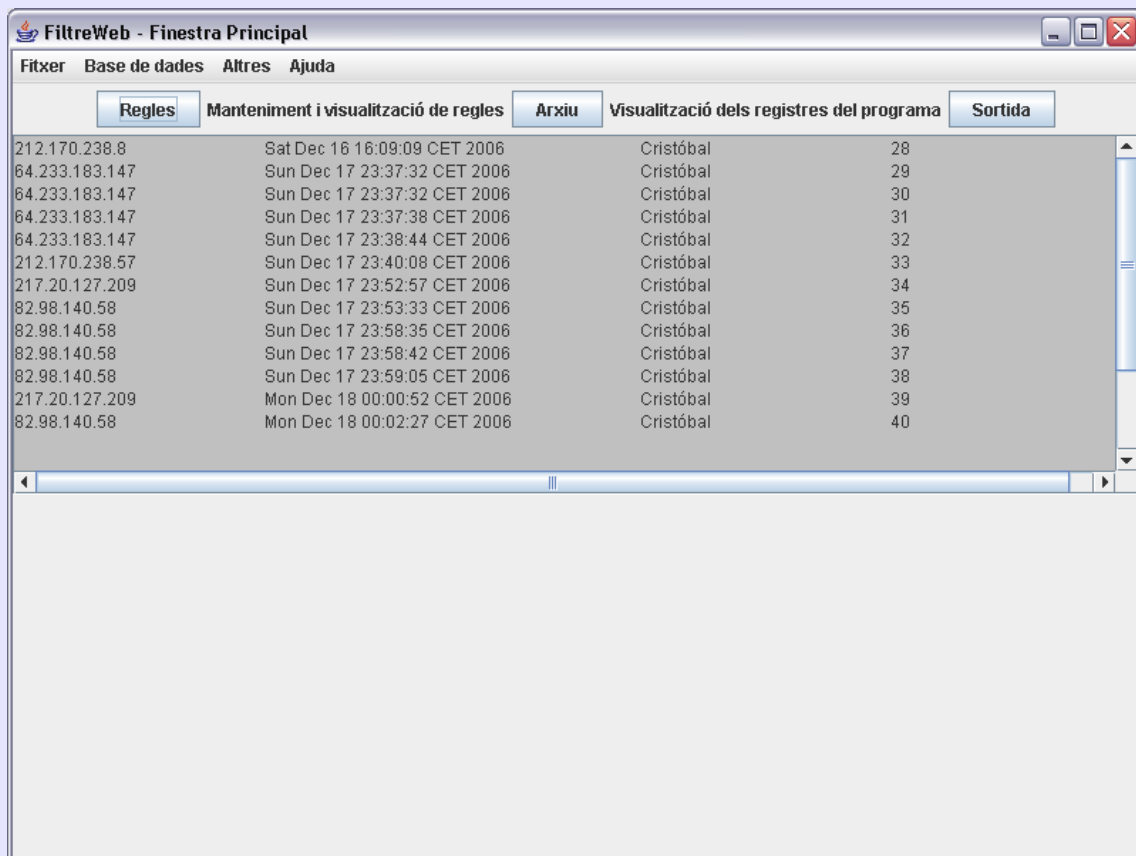 FiltreWeb - Finestra Principal
Fitxer Base de dades Altres Ajuda
Regles Manteniment i visualització de regles Arxiu Visualització dels registres del programa Sortida
212.170.238.8 Sat Dec 16 16:09:09 CET 2006 Cristóbal 28
64.233.183.147 Sun Dec 17 23:37:32 CET 2006 Cristóbal 29
64.233.183.147 Sun Dec 17 23:37:32 CET 2006 Cristóbal 30
64.233.183.147 Sun Dec 17 23:37:38 CET 2006 Cristóbal 31
64.233.183.147 Sun Dec 17 23:38:44 CET 2006 Cristóbal 32
212.170.238.57 Sun Dec 17 23:40:08 CET 2006 Cristóbal 33
217.20.127.209 Sun Dec 17 23:52:57 CET 2006 Cristóbal 34
82.98.140.58 Sun Dec 17 23:53:33 CET 2006 Cristóbal 35
82.98.140.58 Sun Dec 17 23:58:35 CET 2006 Cristóbal 36
82.98.140.58 Sun Dec 17 23:58:42 CET 2006 Cristóbal 37
82.98.140.58 Sun Dec 17 23:59:05 CET 2006 Cristóbal 38
217.20.127.209 Mon Dec 18 00:00:52 CET 2006 Cristóbal 39
82.98.140.58 Mon Dec 18 00:02:27 CET 2006 Cristóbal 40